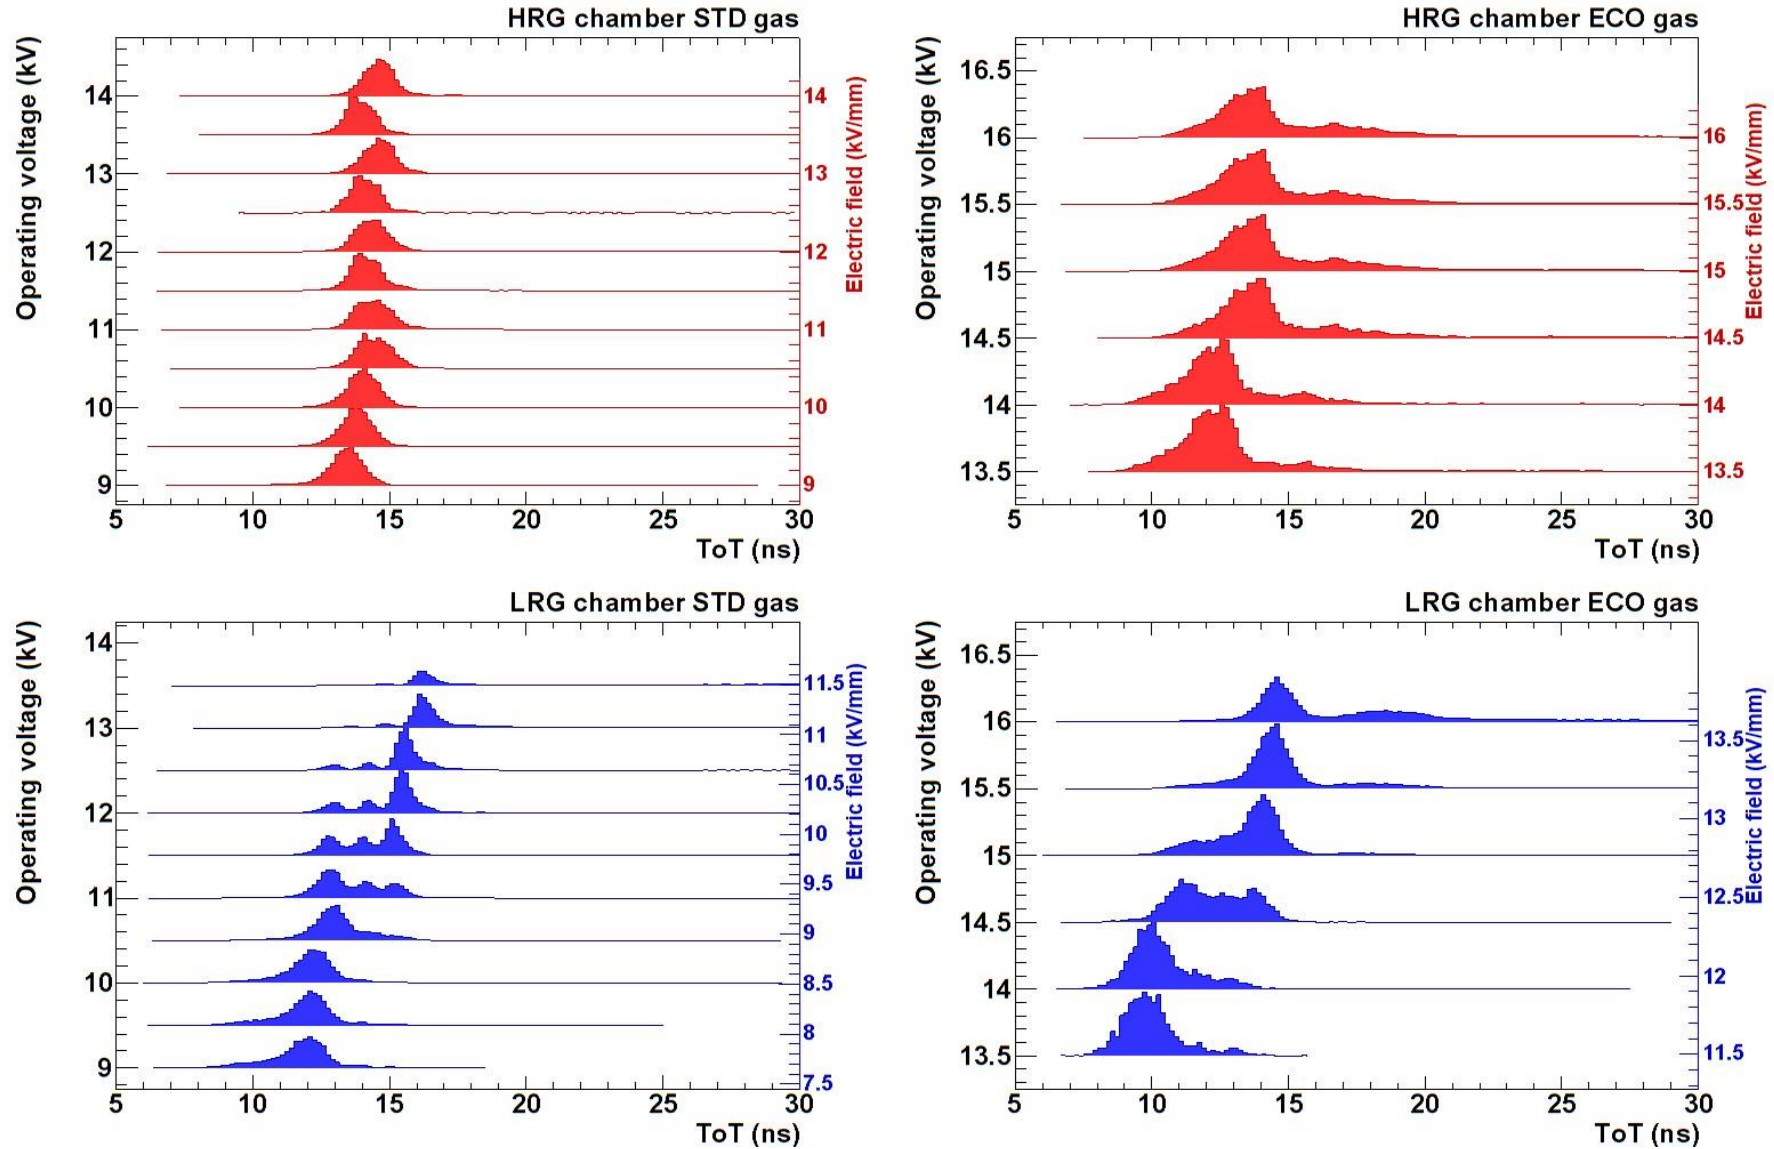 HRG chamber STD gas
Operating voltage (kV)
14
13
12
11
10
9
14
13
12
11
10
9
Electric field (kV/mm)
5 10 15 20 25 30
ToT (ns)
HRG chamber ECO gas
Operating voltage (kV)
16.5
16
15.5
15
14.5
14
13.5
16
15.5
15
14.5
14
13.5
Electric field (kV/mm)
5 10 15 20 25 30
ToT (ns)
LRG chamber STD gas
Operating voltage (kV)
14
13
12
11
10
9
11.5
11
10.5
10
9.5
9
8.5
8
7.5
Electric field (kV/mm)
5 10 15 20 25 30
ToT (ns)
LRG chamber ECO gas
Operating voltage (kV)
16.5
16
15.5
15
14.5
14
13.5
13.5
13
12.5
12
11.5
Electric field (kV/mm)
5 10 15 20 25 30
ToT (ns)